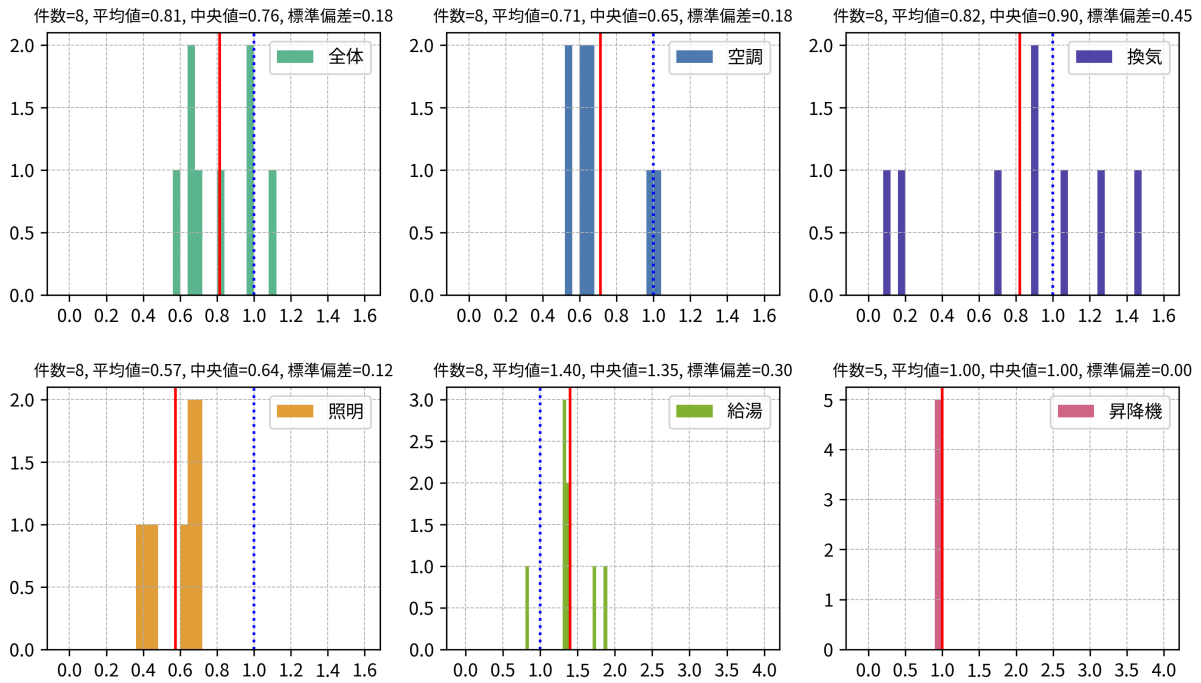 件数=8, 平均値=0.81, 中央値=0.76, 標準偏差=0.18
全体
2.0
1.5
1.0
0.5
0.0
0.0 0.2 0.4 0.6 0.8 1.0 1.2 1.4 1.6
件数=8, 平均値=0.71, 中央値=0.65, 標準偏差=0.18
空調
2.0
1.5
1.0
0.5
0.0
0.0 0.2 0.4 0.6 0.8 1.0 1.2 1.4 1.6
件数=8, 平均値=0.82, 中央値=0.90, 標準偏差=0.45
換気
2.0
1.5
1.0
0.5
0.0
0.0 0.2 0.4 0.6 0.8 1.0 1.2 1.4 1.6
件数=8, 平均値=0.57, 中央値=0.64, 標準偏差=0.12
照明
2.0
1.5
1.0
0.5
0.0
0.0 0.2 0.4 0.6 0.8 1.0 1.2 1.4 1.6
件数=8, 平均値=1.40, 中央値=1.35, 標準偏差=0.30
給湯
3.0
2.5
2.0
1.5
1.0
0.5
0.0
0.0 0.5 1.0 1.5 2.0 2.5 3.0 3.5 4.0
件数=5, 平均値=1.00, 中央値=1.00, 標準偏差=0.00
昇降機
5
4
3
2
1
0
0.0 0.5 1.0 1.5 2.0 2.5 3.0 3.5 4.0